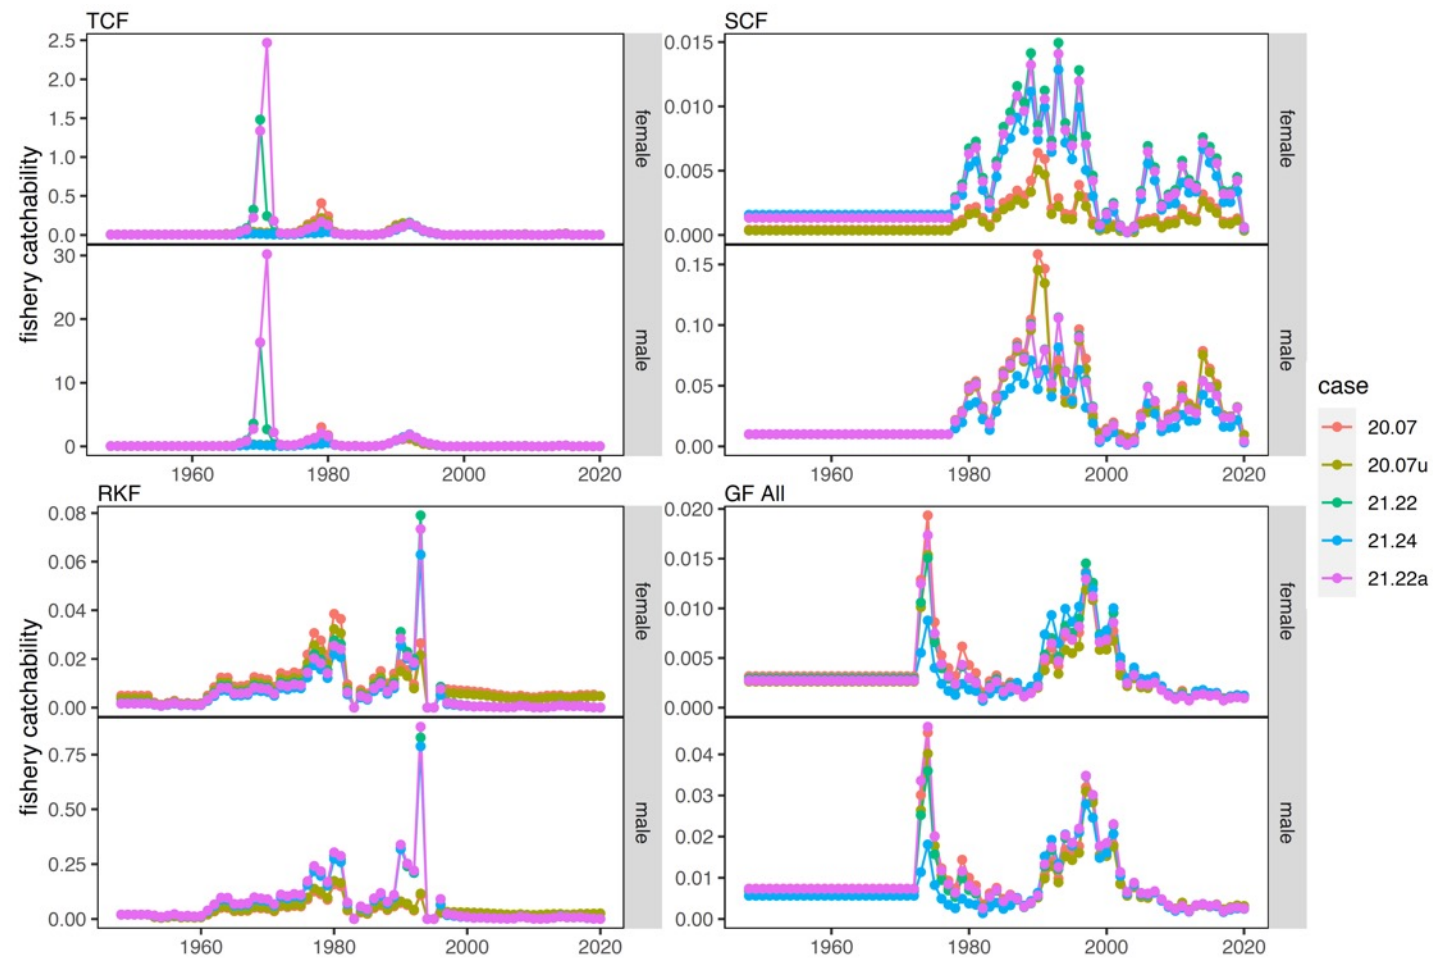 TCF
SCF
2.5
2.0
1.5
1.0
0.5
0.0
female
0.015
0.010
0.005
0.000
female
fishery catchability
30
20
10
0
male
0.15
0.10
0.05
0.00
male
1960 1980 2000 2020
1960 1980 2000 2020
RKF
GF All
0.08
0.06
0.04
0.02
0.00
female
0.020
0.015
0.010
0.005
0.000
female
fishery catchability
0.75
0.50
0.25
0.00
male
0.04
0.03
0.02
0.01
0.00
male
1960 1980 2000 2020
1960 1980 2000 2020
case
20.07
20.07u
21.22
21.24
21.22a